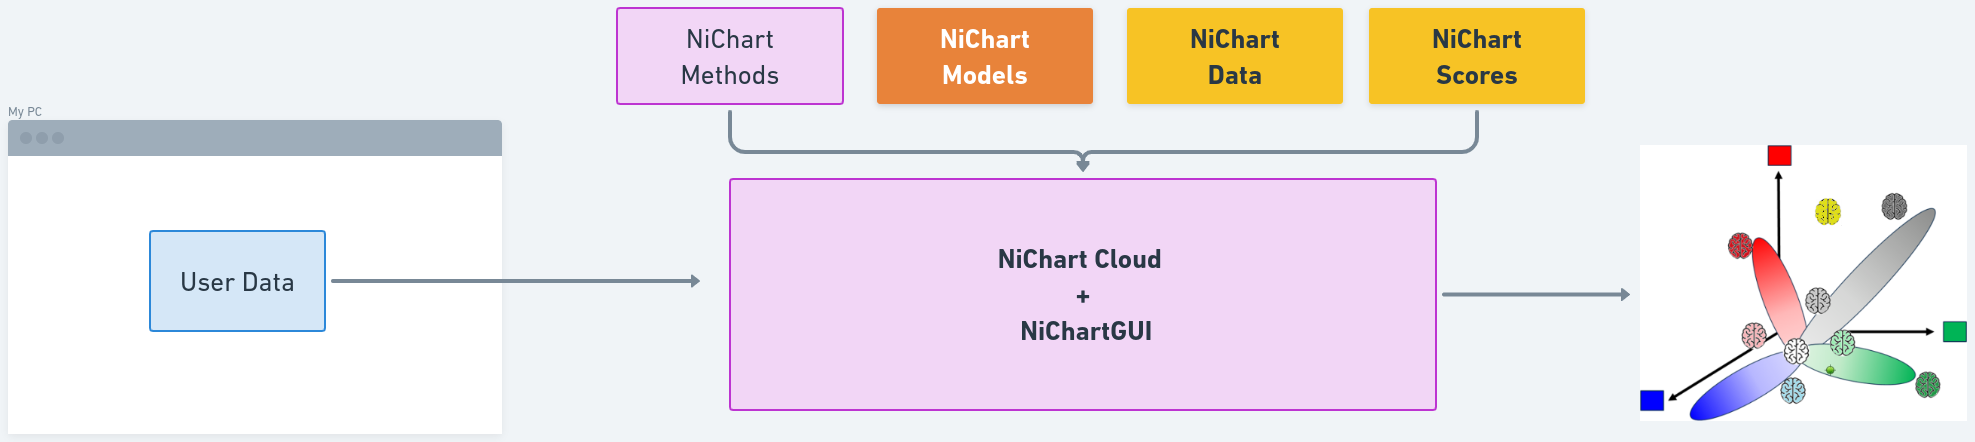 NiChart
Methods
NiChart
Models
NiChart
Data
NiChart
Scores
My PC
User Data
NiChart Cloud
+
NiChartGUI